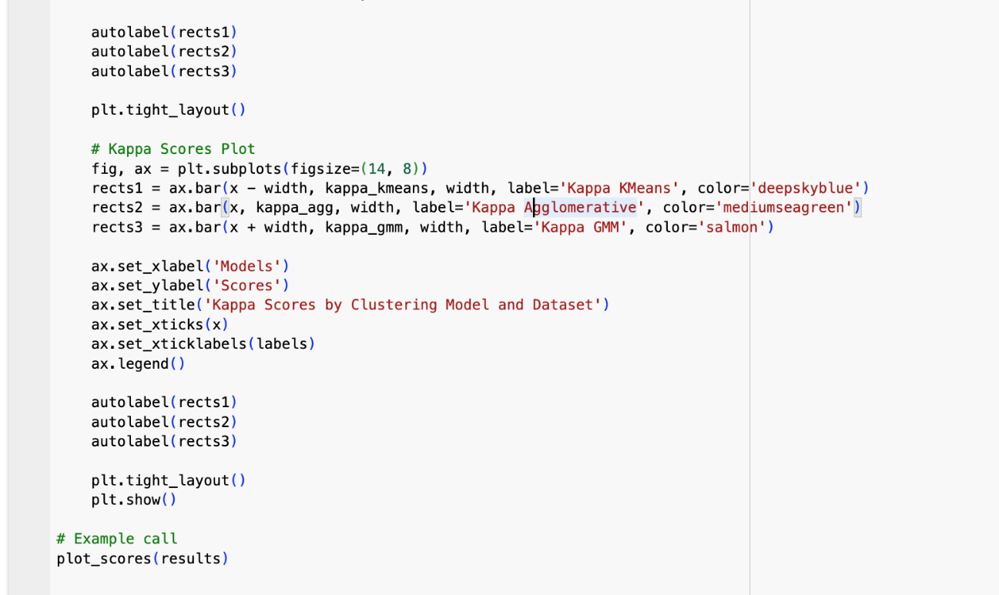 autolabel(rects1)
autolabel(rects2)
autolabel(rects3)
plt.tight_layout()
# Kappa Scores Plot
fig, ax = plt.subplots(figsize=(14, 8))
rects1 = ax.bar(x - width, kappa_kmeans, width, label='Kappa KMeans', color='deepskyblue')
rects2 = ax.bar(x, kappa_agg, width, label='Kappa Agglomerative', color='mediumseagreen')
rects3 = ax.bar(x + width, kappa_gmm, width, label='Kappa GMM', color='salmon')
ax.set_xlabel('Models')
ax.set_ylabel('Scores')
ax.set_title('Kappa Scores by Clustering Model and Dataset')
ax.set_xticks(x)
ax.set_xticklabels(labels)
ax.legend()
autolabel(rects1)
autolabel(rects2)
autolabel(rects3)
plt.tight_layout()
plt.show()
# Example call
plot_scores(results)